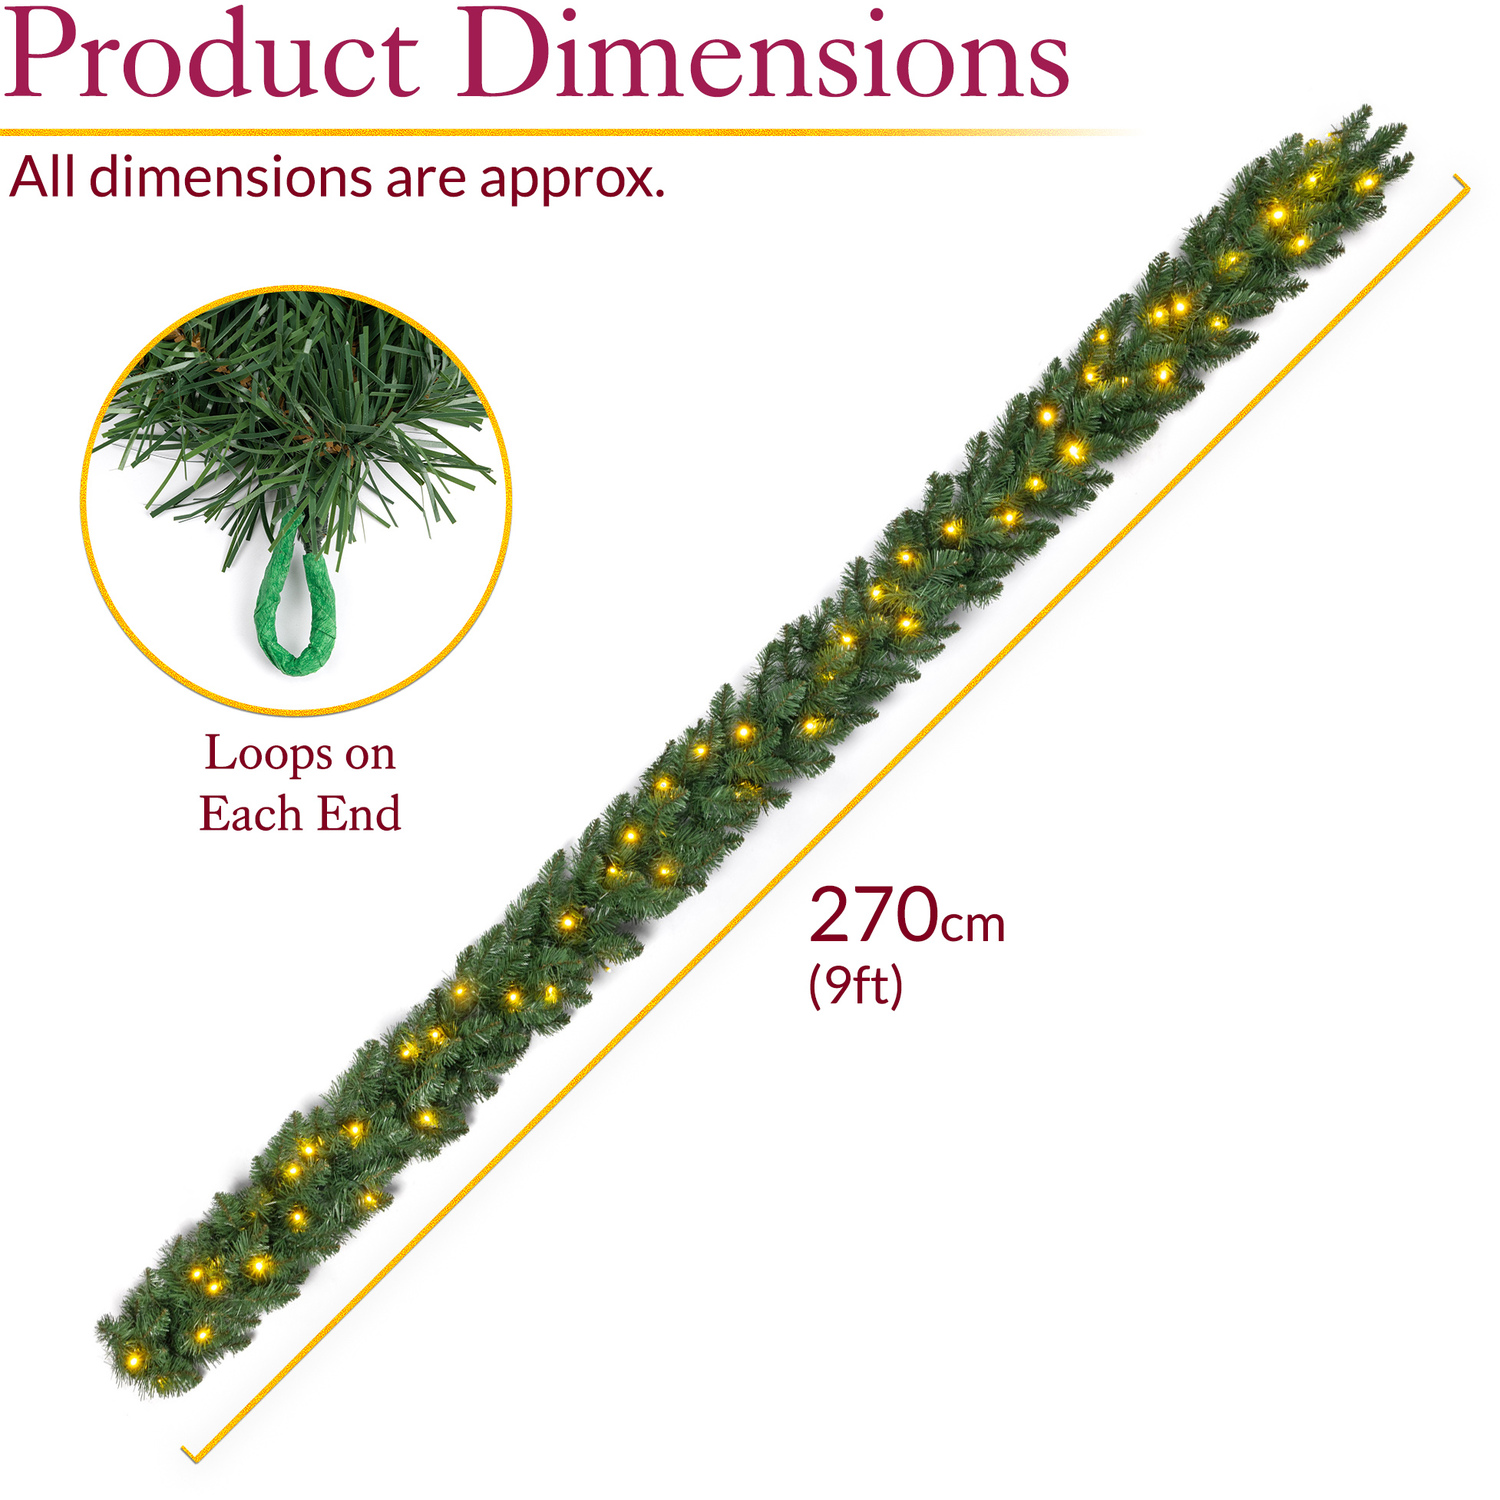 Product Dimensions
All dimensions are approx.
Loops on
Each End
270cm
(9ft)